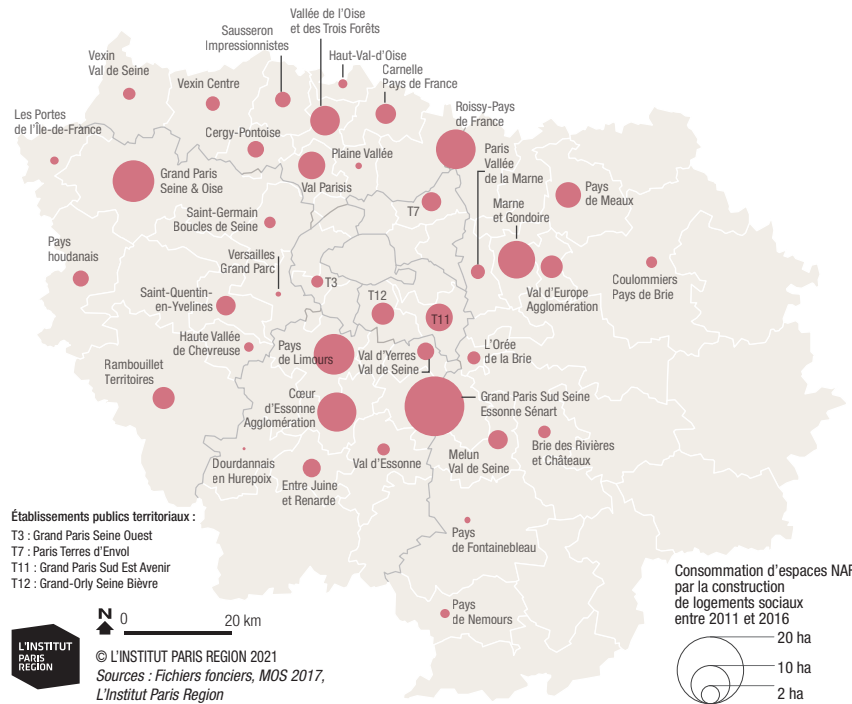 Vallée de l'Oise
et des Trois Forêts
Sausseron
Impressionnistes
Vexin
Val de Seine
Vexin Centre
Haut-Val-d'Oise
Carnelle
Pays de France
Les Portes
de l'Île-de-France
Cergy-Pontoise
Roissy-Pays
de France
Grand Paris
Seine & Oise
Plaine Vallée
Val Parisis
Paris
Vallée
de la Marne
Pays
de Meaux
T7
Marne
et Gondoire
Saint-Germain
Boucles de Seine
Pays
houdanais
Versailles
Grand Parc
T3
Val d'Europe
Agglomération
Coulommiers
Pays de Brie
Saint-Quentin-
en-Yvelines
T12
T11
Haute Vallée
de Chevreuse
Pays
de Limours
Val d'Yerres
Val de Seine
L'Orée
de la Brie
Rambouillet
Territoires
Cœur
d'Essonne
Agglomération
Grand Paris Sud Seine
Essonne Sénart
Dourdannais
en Hurepoix
Entre Juine
et Renarde
Val d'Essonne
Melun
Val de Seine
Brie des Rivières
et Châteaux
Pays
de Fontainebleau
Pays
de Nemours
Établissements publics territoriaux :
T3 : Grand Paris Seine Ouest
T7 : Paris Terres d'Envol
T11 : Grand Paris Sud Est Avenir
T12 : Grand-Orly Seine Bièvre
N
0 20 km
L'INSTITUT
PARIS
REGION
© L'INSTITUT PARIS REGION 2021
Sources : Fichiers fonciers, MOS 2017,
L'Institut Paris Region
Consommation d'espaces NAF
par la construction
de logements sociaux
entre 2011 et 2016
20 ha
10 ha
2 ha